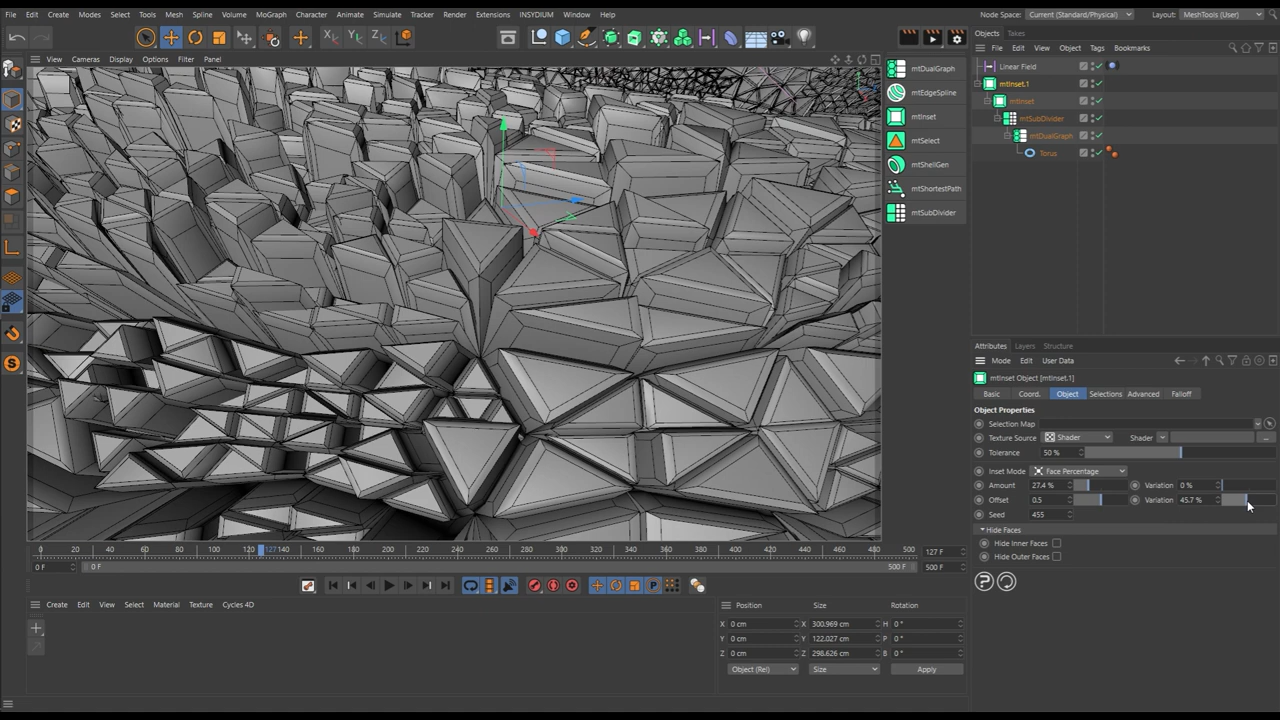 File Edit Create Modes Select Tools Mesh Spline Volume MoGraph Character Animate Simulate Tracker Render Extensions INSYDIUM Window Help
Node Space: Current (Standard/Physical) Layout: MeshTools (User)
Objects Takes
File Edit View Object Tags Bookmarks
View Cameras Display Options Filter Panel
mtDualGraph
mtEdgeSpline
mtInset
mtSelect
mtShellGen
mtShortestPath
mtSubDivider
Linear Field
mtInset.1
mtInset
mtSubDivider
mtDualGraph
Torus
Attributes Layers Structure
Mode Edit User Data
mtInset Object [mtInset.1]
Basic Coord. Object Selections Advanced Falloff
Object Properties
Selection Map
Texture Source Shader Shader
Tolerance 50 %
Inset Mode Face Percentage
Amount 27.4 % Variation 0 %
Offset 0.5 Variation 45.7 %
Seed 455
Hide Faces
Hide Inner Faces
Hide Outer Faces
0 20 40 60 80 100 120 127 140 160 180 200 220 240 260 280 300 320 340 360 380 400 420 440 460 480 500 127 F
0 F 0 F 500 F 500 F
P
S
Create Edit View Select Material Texture Cycles 4D
Position Size Rotation
X 0 cm X 300.969 cm H 0 °
Y 0 cm Y 122.027 cm P 0 °
Z 0 cm Z 298.626 cm B 0 °
Object (Rel) Size Apply